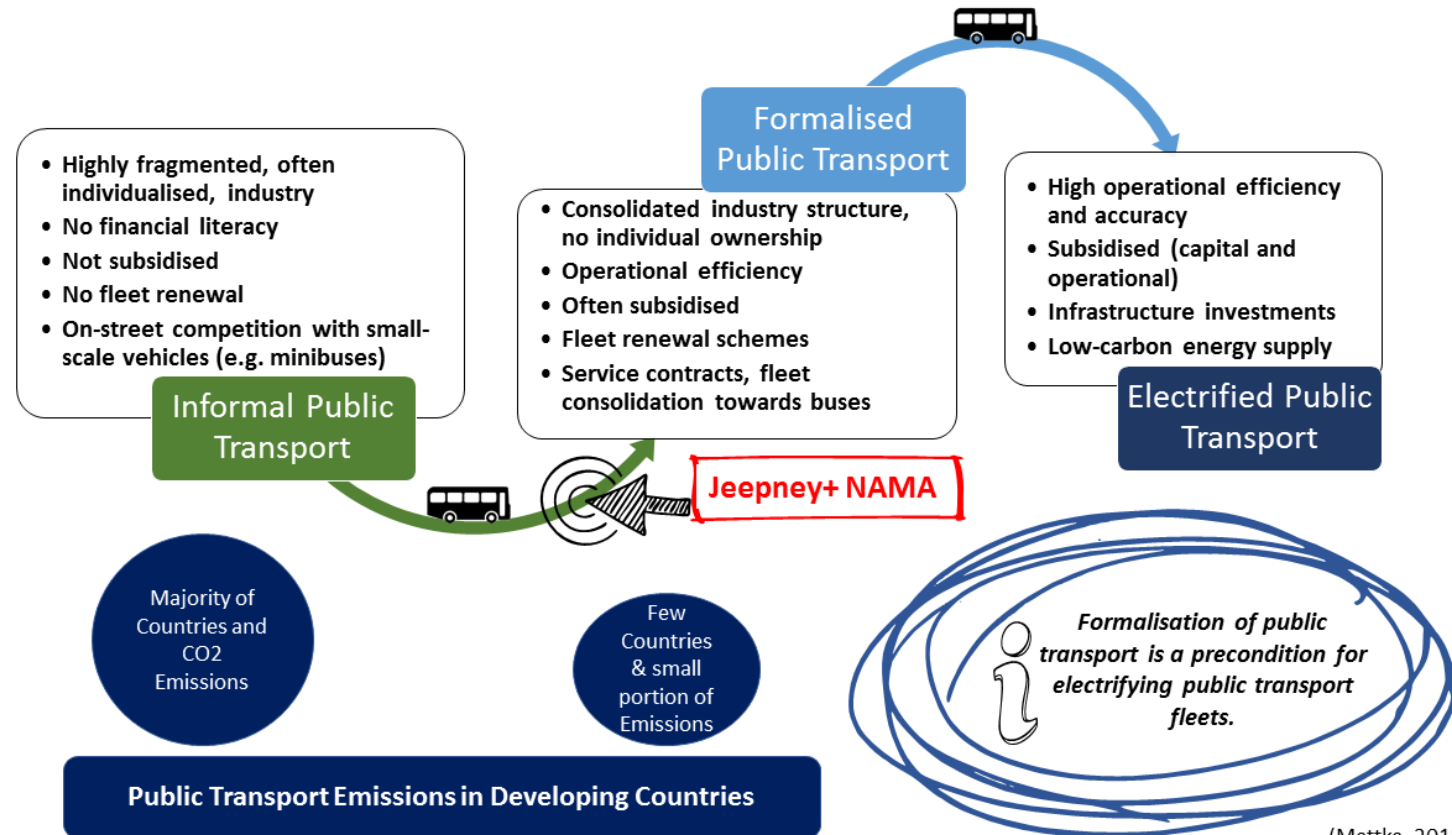 • Highly fragmented, often
individualised, industry
• No financial literacy
• Not subsidised
• No fleet renewal
• On-street competition with small-
scale vehicles (e.g. minibuses)
Informal Public
Transport
Formalised
Public Transport
• Consolidated industry structure,
no individual ownership
• Operational efficiency
• Often subsidised
• Fleet renewal schemes
• Service contracts, fleet
consolidation towards buses
• High operational efficiency
and accuracy
• Subsidised (capital and
operational)
• Infrastructure investments
• Low-carbon energy supply
Electrified Public
Transport
Jeepney+ NAMA
Majority of
Countries and
CO2
Emissions
Few
Countries
& small
portion of
Emissions
i
Formalisation of public
transport is a precondition for
electrifying public transport
fleets.
Public Transport Emissions in Developing Countries